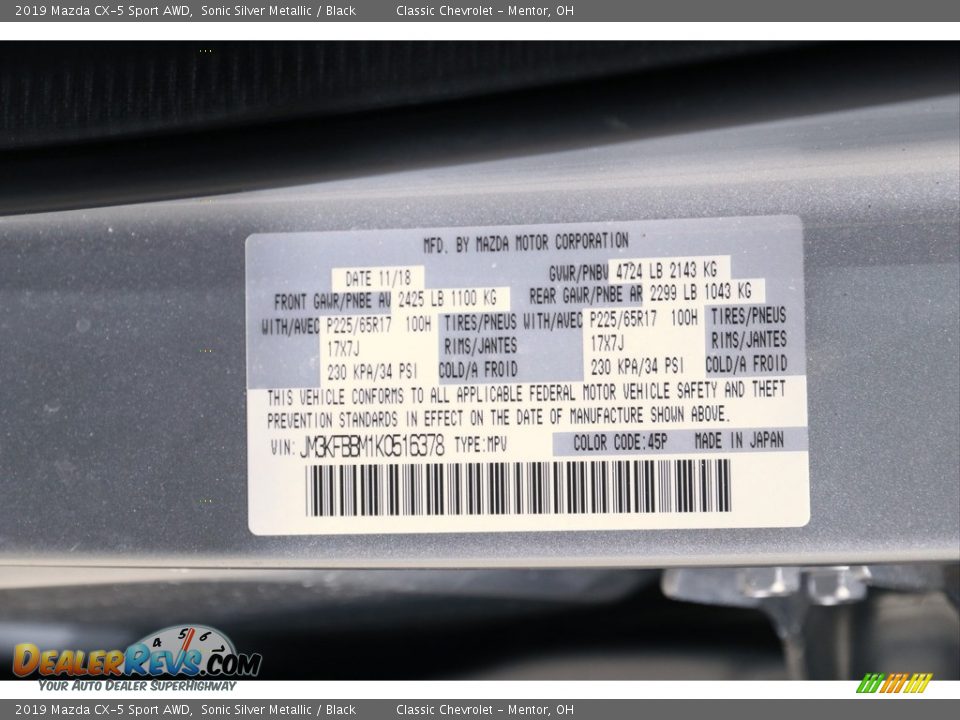 2019 Mazda CX-5 Sport AWD, Sonic Silver Metallic / Black Classic Chevrolet - Mentor, OH
MFD. BY MAZDA MOTOR CORPORATION
DATE 11/18 GVWR/PNBV 4724 LB 2143 KG
FRONT GAWR/PNBE AV 2425 LB 1100 KG REAR GAWR/PNBE AR 2299 LB 1043 KG
WITH/AVEC P225/65R17 100H TIRES/PNEUS WITH/AVEC P225/65R17 100H TIRES/PNEUS
17X7J RIMS/JANTES 17X7J RIMS/JANTES
230 KPA/34 PSI COLD/A FROID 230 KPA/34 PSI COLD/A FROID
THIS VEHICLE CONFORMS TO ALL APPLICABLE FEDERAL MOTOR VEHICLE SAFETY AND THEFT
PREVENTION STANDARDS IN EFFECT ON THE DATE OF MANUFACTURE SHOWN ABOVE.
VIN: JM3KFBBM1K0516378 TYPE:MPV COLOR CODE:45P MADE IN JAPAN
4 5 6
DEALERREVS.COM
YOUR AUTO DEALER SUPERHIGHWAY
2019 Mazda CX-5 Sport AWD, Sonic Silver Metallic / Black Classic Chevrolet - Mentor, OH